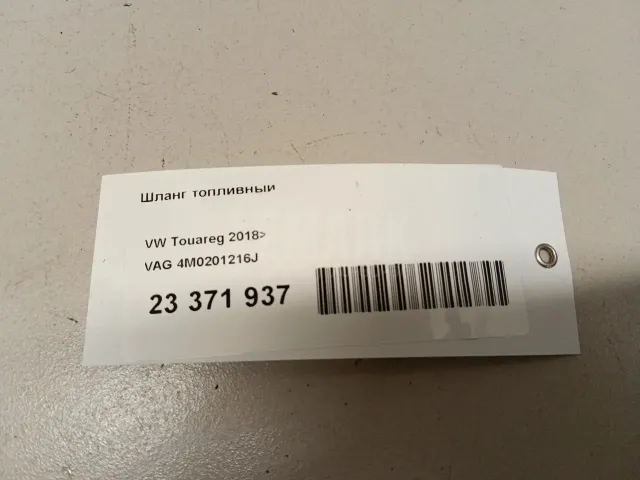 Шланг топливный
VW Touareg 2018>
VAG 4M0201216J
23 371 937